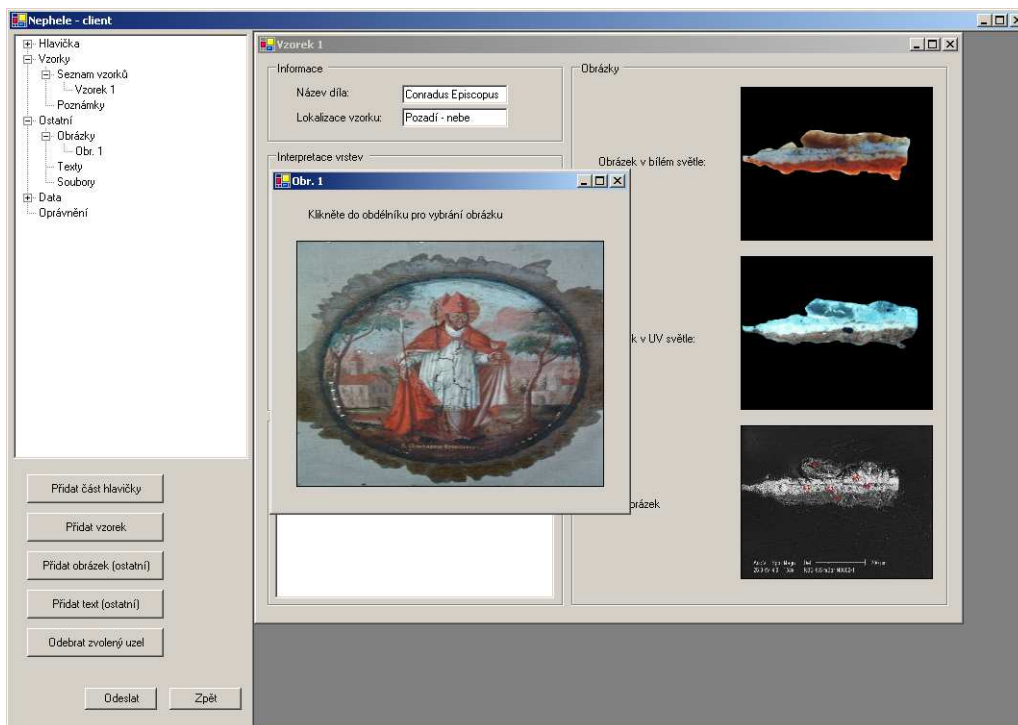 Nephele - client
Hlavička
Vzorky
Seznam vzorků
Vzorek 1
Poznámky
Ostatní
Obrázky
Obr. 1
Texty
Soubory
Data
Oprávnění
Přidat část hlavičky
Přidat vzorek
Přidat obrázek (ostatní)
Přidat text (ostatní)
Odebrat zvolený uzel
Odeslat
Zpět
Vzorek 1
Informace
Název díla:
Conradus Episcopus
Lokalizace vzorku:
Pozadí - nebe
Interpretace vrstev
Obrázky
Obrázek v bílém světle:
k v UV světle:
brázek
Obr. 1
Klikněte do obdélníku pro vybrání obrázku